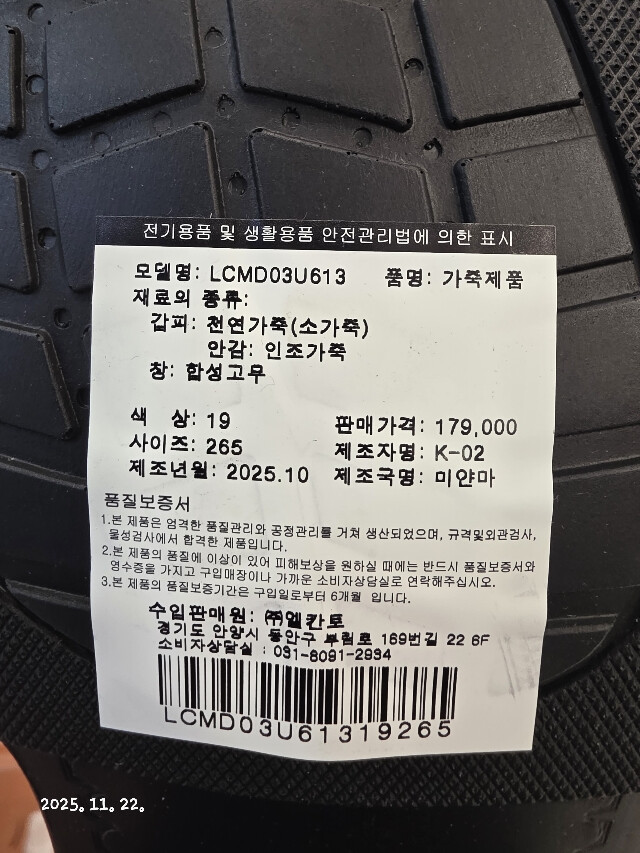 전기용품 및 생활용품 안전관리법에 의한 표시
모델명: LCMD03U613 품명: 가죽제품
재료의 종류:
갑피: 천연가죽(소가죽)
안감: 인조가죽
창: 합성고무
색 상: 19 판매가격: 179,000
사이즈: 265 제조자명: K-02
제조년월: 2025.10 제조국명: 미얀마
품질보증서
1.본 제품은 엄격한 품질관리와 공정관리를 거쳐 생산되었으며, 규격및외관검사,
물성검사에서 합격한 제품입니다.
2.본 제품의 품질에 이상이 있어 피해보상을 원하실 때에는 반드시 품질보증서와
영수증을 가지고 구입매장이나 가까운 소비자상담실로 연락해주십시오.
3.본 제품의 품질보증기간은 구입일로부터 6개월 입니다.
수입판매원: ㈜엘칸토
경기도 안양시 동안구 부림로 169번길 22 6F
소비자상담실 : 031-8091-2934
LCMD03U61319265
2025. 11. 22.